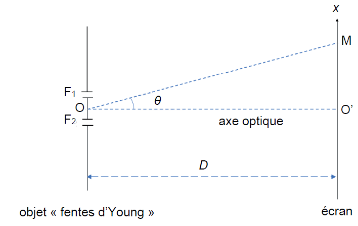 x
M
F1
θ
O
O'
F2
axe optique
D
objet « fentes d'Young »
écran